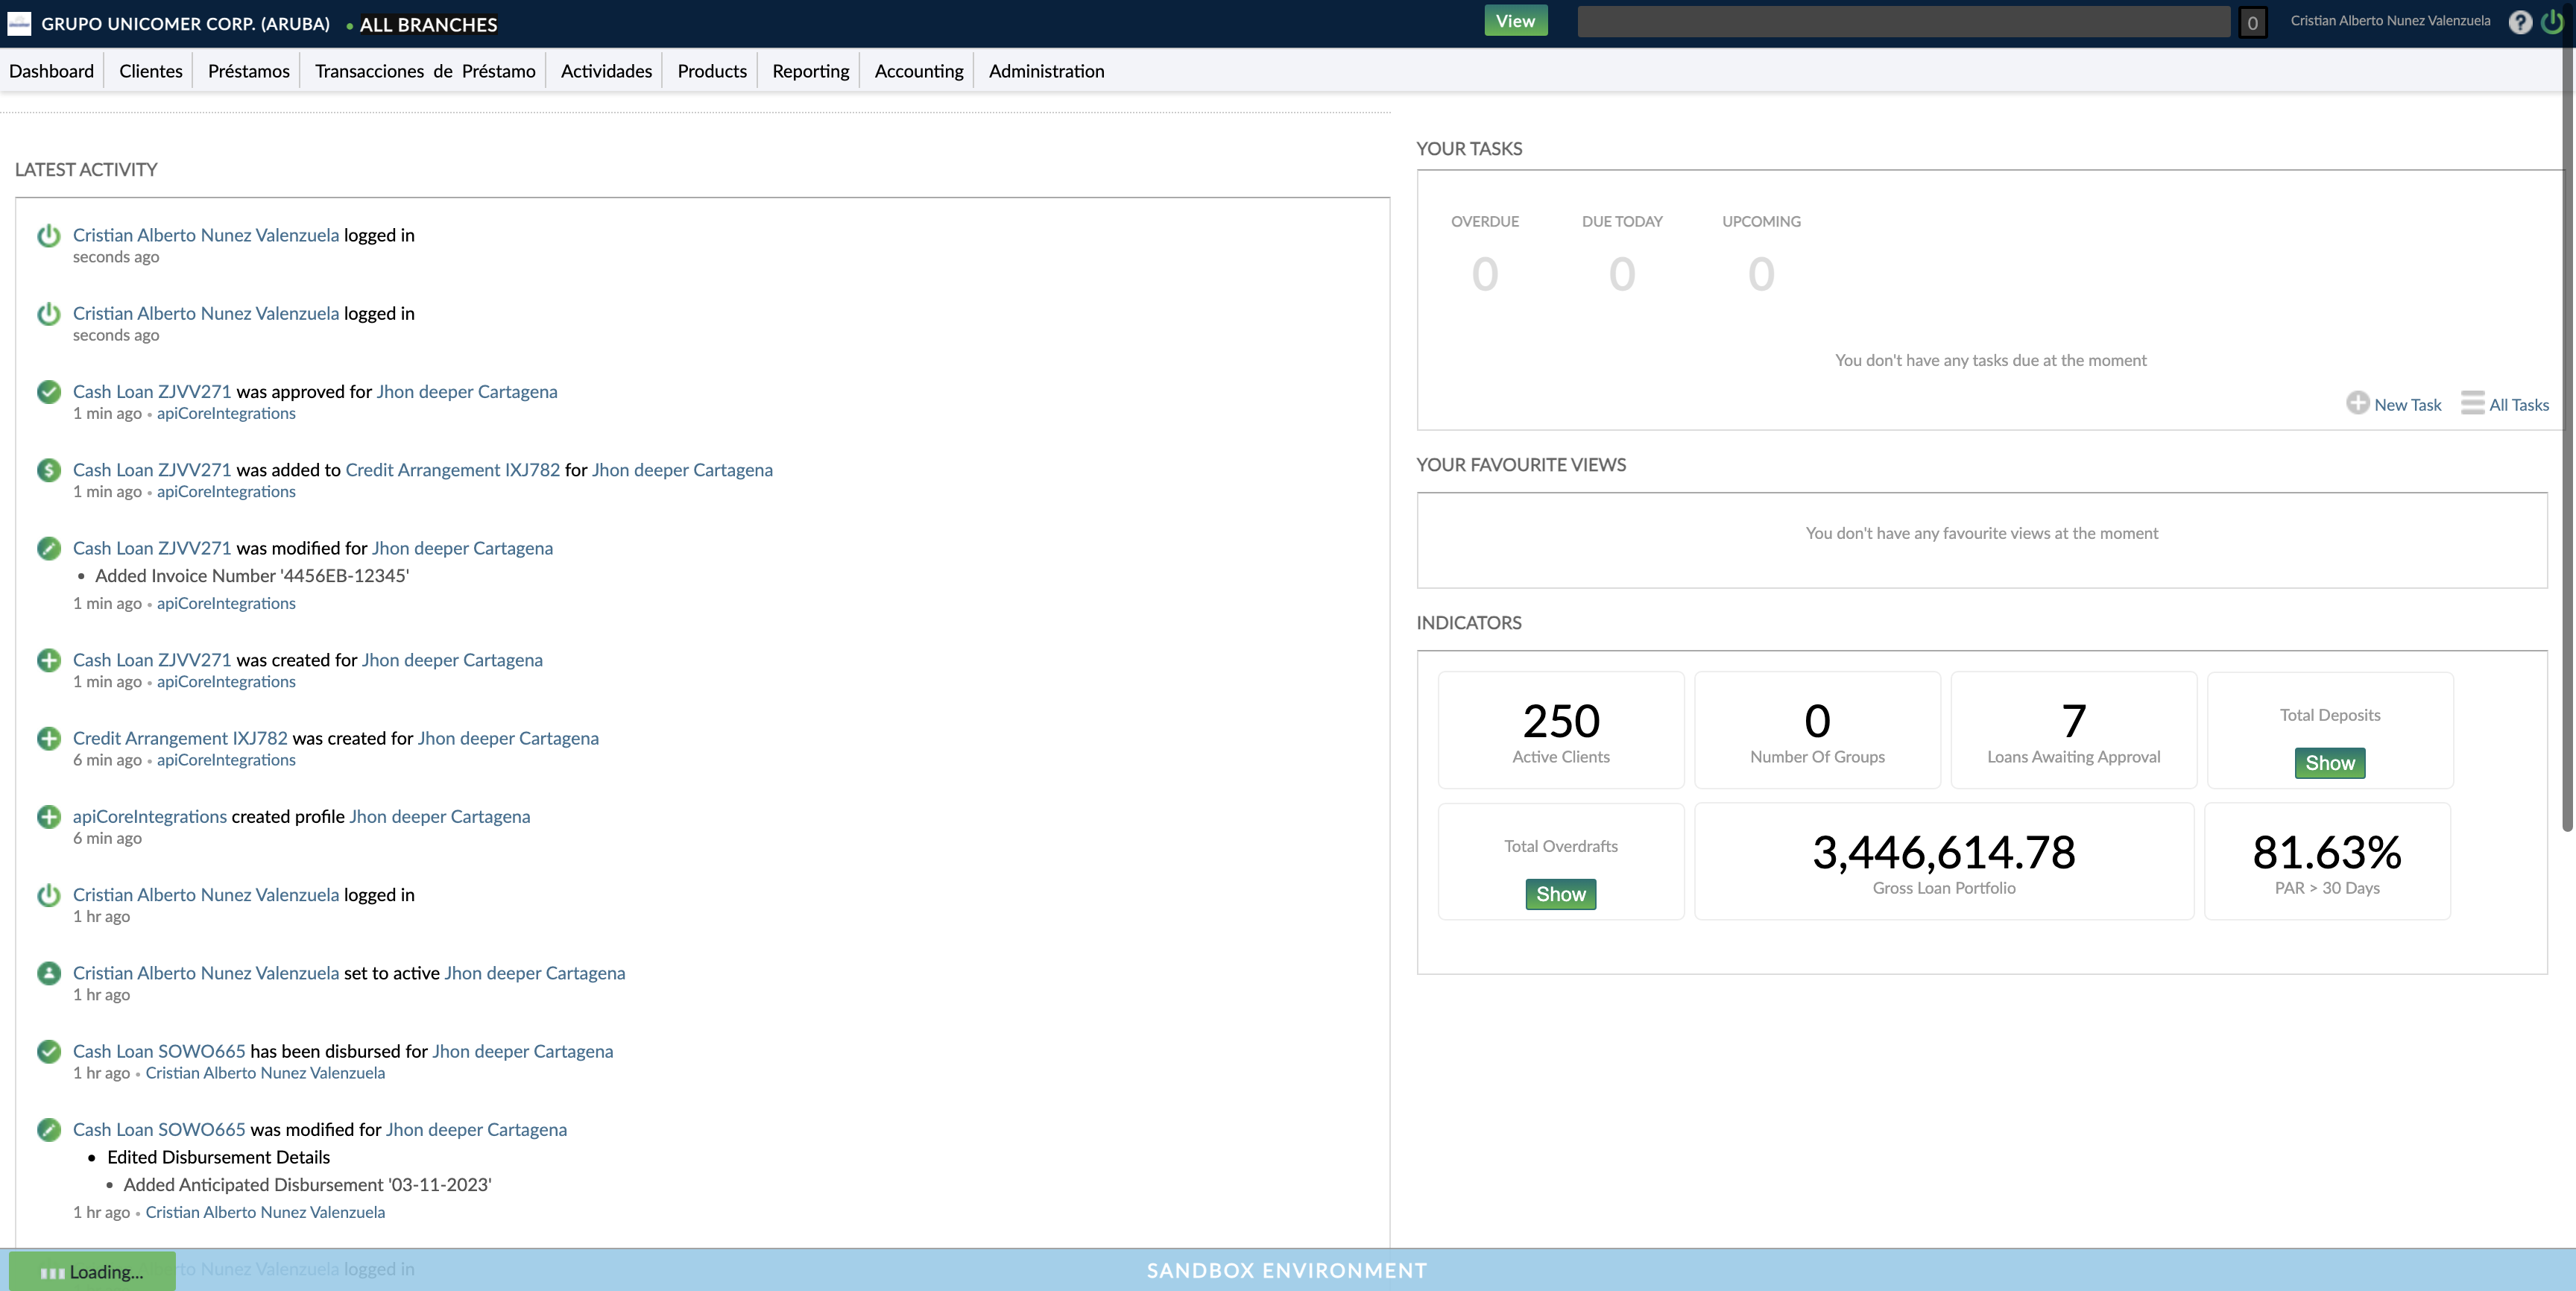 GRUPO UNICOMER CORP. (ARUBA) • ALL BRANCHES
View
0
Cristian Alberto Nunez Valenzuela
?
Dashboard
Clientes
Préstamos
Transacciones de Préstamo
Actividades
Products
Reporting
Accounting
Administration
LATEST ACTIVITY
Cristian Alberto Nunez Valenzuela logged in
seconds ago
Cristian Alberto Nunez Valenzuela logged in
seconds ago
Cash Loan ZJVV271 was approved for Jhon deeper Cartagena
1 min ago • apiCoreIntegrations
Cash Loan ZJVV271 was added to Credit Arrangement IXJ782 for Jhon deeper Cartagena
1 min ago • apiCoreIntegrations
Cash Loan ZJVV271 was modified for Jhon deeper Cartagena
• Added Invoice Number '4456EB-12345'
1 min ago • apiCoreIntegrations
Cash Loan ZJVV271 was created for Jhon deeper Cartagena
1 min ago • apiCoreIntegrations
Credit Arrangement IXJ782 was created for Jhon deeper Cartagena
6 min ago • apiCoreIntegrations
apiCoreIntegrations created profile Jhon deeper Cartagena
6 min ago
Cristian Alberto Nunez Valenzuela logged in
1 hr ago
Cristian Alberto Nunez Valenzuela set to active Jhon deeper Cartagena
1 hr ago
Cash Loan SOWO665 has been disbursed for Jhon deeper Cartagena
1 hr ago • Cristian Alberto Nunez Valenzuela
Cash Loan SOWO665 was modified for Jhon deeper Cartagena
• Edited Disbursement Details
• Added Anticipated Disbursement '03-11-2023'
1 hr ago • Cristian Alberto Nunez Valenzuela
YOUR TASKS
OVERDUE
DUE TODAY
UPCOMING
0
0
0
You don't have any tasks due at the moment
New Task
All Tasks
YOUR FAVOURITE VIEWS
You don't have any favourite views at the moment
INDICATORS
250
Active Clients
0
Number Of Groups
7
Loans Awaiting Approval
Total Deposits
Show
Total Overdrafts
Show
3,446,614.78
Gross Loan Portfolio
81.63%
PAR > 30 Days
Loading...
rto Nunez Valenzuela logged in
SANDBOX ENVIRONMENT